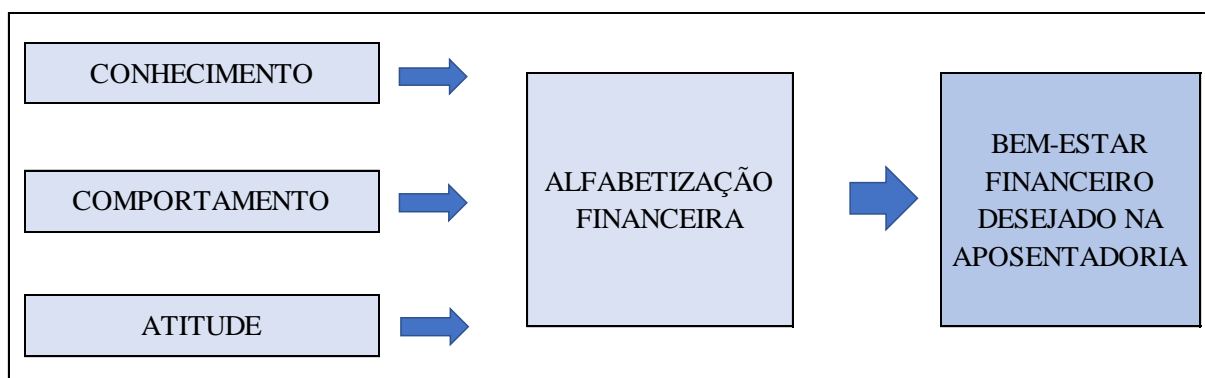 CONHECIMENTO
COMPORTAMENTO
ATITUDE
ALFABETIZAÇÃO
FINANCEIRA
BEM-ESTAR
FINANCEIRO
DESEJADO NA
APOSENTADORIA